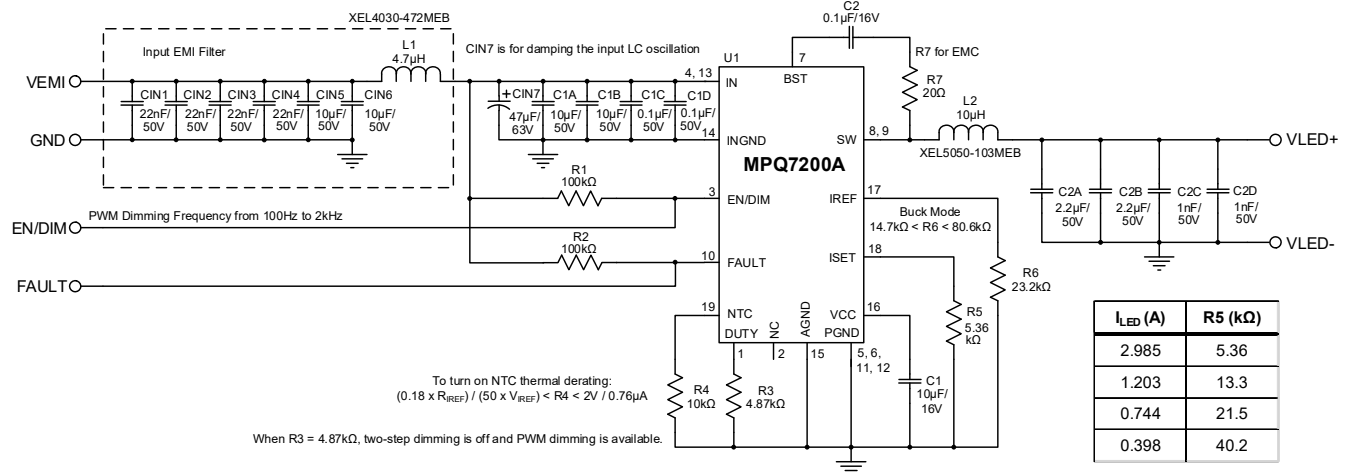 XEL4030-472MEB
Input EMI Filter
L1
4.7µH
CIN7 is for damping the input LC oscillation
C2
0.1µF/16V
R7 for EMC
R7
20Ω
U1
7
BST
VEMI
4, 13
IN
CIN1
22nF/
50V
CIN2
22nF/
50V
CIN3
22nF/
50V
CIN4
22nF/
50V
CIN5
10µF/
50V
CIN6
10µF/
50V
+
CIN7
47µF/
63V
C1A
10µF/
50V
C1B
10µF/
50V
C1C
0.1µF/
50V
C1D
0.1µF/
50V
GND
14
INGND
MPQ7200A
SW
8, 9
L2
10µH
XEL5050-103MEB
VLED+
C2A
2.2µF/
50V
C2B
2.2µF/
50V
C2C
1nF/
50V
C2D
1nF/
50V
VLED-
R1
100kΩ
3
EN/DIM
IREF
17
PWM Dimming Frequency from 100Hz to 2kHz
EN/DIM
Buck Mode
14.7kΩ < R6 < 80.6kΩ
R2
100kΩ
10
FAULT
ISET
18
R6
23.2kΩ
FAULT
19
NTC
VCC
16
R5
5.36
kΩ
DUTY
NC
AGND
PGND
1
2
15
5, 6,
11, 12
C1
10µF/
16V
To turn on NTC thermal derating:
(0.18 x RIREF) / (50 x VIREF) < R4 < 2V / 0.76µA
R4
10kΩ
R3
4.87kΩ
When R3 = 4.87kΩ, two-step dimming is off and PWM dimming is available.
ILED (A) R5 (kΩ)
2.985 5.36
1.203 13.3
0.744 21.5
0.398 40.2